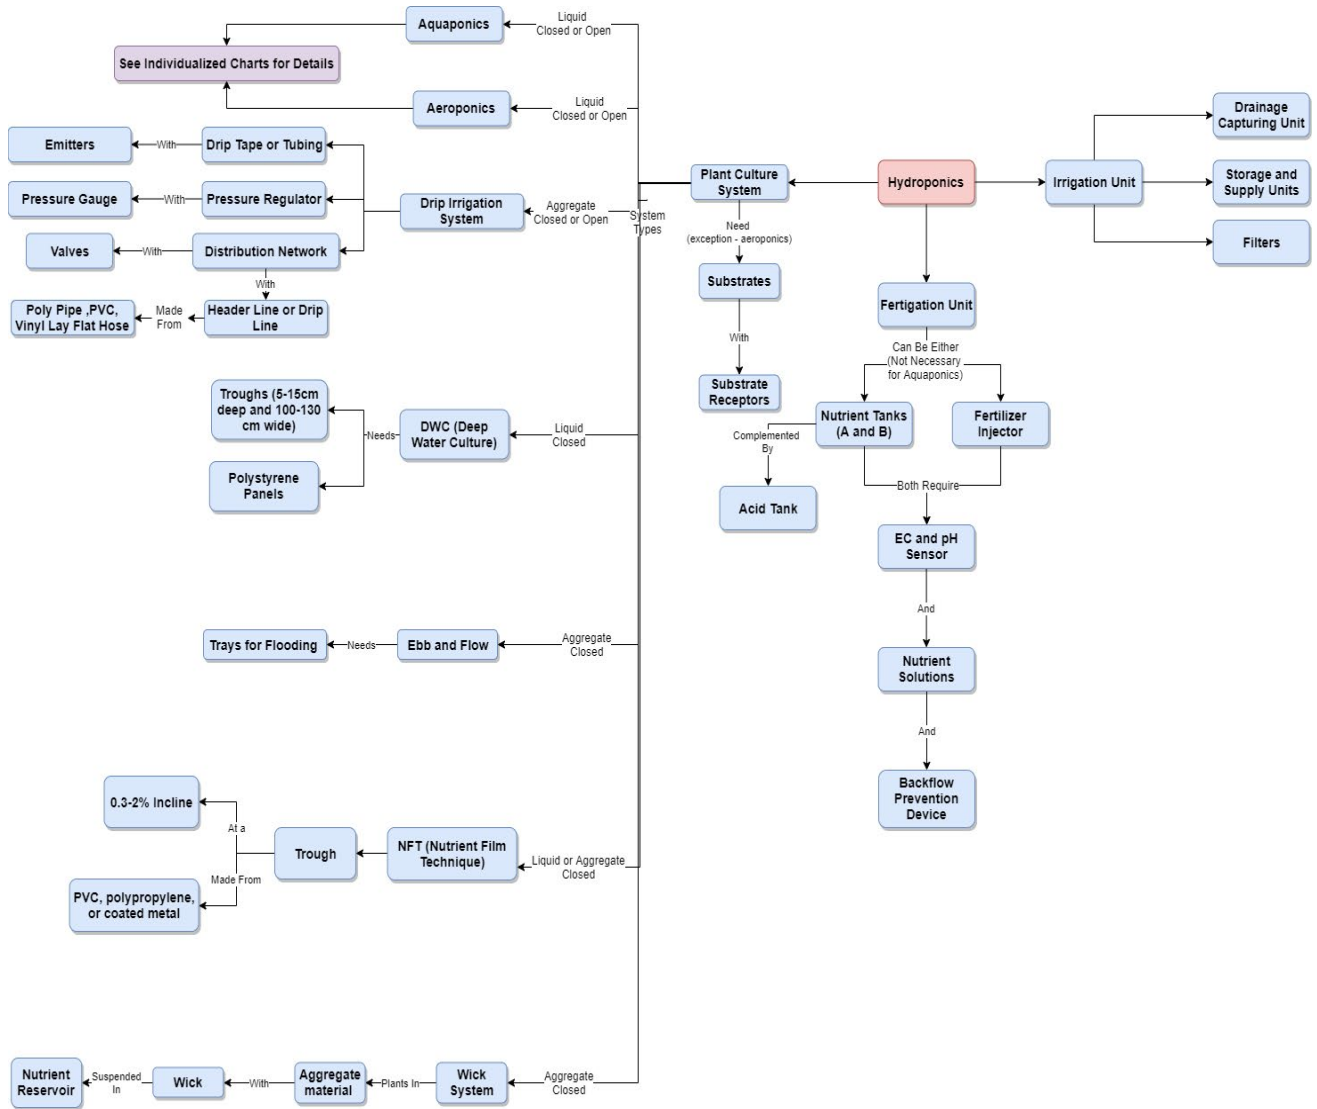 Aquaponics
Liquid
Closed or Open
See Individualized Charts for Details
Aeroponics
Liquid
Closed or Open
Emitters
With
Drip Tape or Tubing
Pressure Gauge
With
Pressure Regulator
Drip Irrigation
System
Aggregate
Closed or Open
System
Types
Valves
With
Distribution Network
With
Poly Pipe ,PVC,
Vinyl Lay Flat Hose
Made
From
Header Line or Drip
Line
Plant Culture
System
Hydroponics
Irrigation Unit
Drainage
Capturing Unit
Storage and
Supply Units
Filters
Need
(exception - aeroponics)
Substrates
With
Substrate
Receptors
Fertigation Unit
Can Be Either
(Not Necessary
for Aquaponics)
Nutrient Tanks
(A and B)
Fertilizer
Injector
Complemented
By
Acid Tank
Both Require
EC and pH
Sensor
And
Nutrient
Solutions
And
Backflow
Prevention
Device
Troughs (5-15cm
deep and 100-130
cm wide)
Needs
DWC (Deep
Water Culture)
Liquid
Closed
Polystyrene
Panels
Trays for Flooding
Needs
Ebb and Flow
Aggregate
Closed
0.3-2% Incline
At a
Trough
NFT (Nutrient Film
Technique)
Liquid or Aggregate
Closed
Made From
PVC, polypropylene,
or coated metal
Nutrient
Reservoir
Suspended
In
Wick
With
Aggregate
material
Plants In
Wick
System
Aggregate
Closed